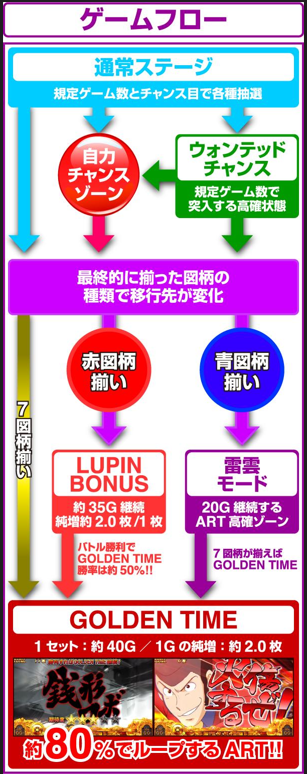 ゲームフロー
通常ステージ
規定ゲーム数とチャンス目で各種抽選
自力
チャンス
ゾーン
ウォンテッド
チャンス
規定ゲーム数で
突入する高確状態
最終的に揃った図柄の
種類で移行先が変化
赤図柄
揃い
青図柄
揃い
7図柄揃い
LUPIN
BONUS
約35G継続
純増約2.0枚/1枚
雷雲
モード
20G継続する
ART高確ゾーン
バトル勝利で
GOLDEN TIME
勝率は約50%!!
7図柄が揃えば
GOLDEN TIME
GOLDEN TIME
1セット：約40G／1Gの純増：約2.0枚
銭形
ロボ
約80%でループするART!!